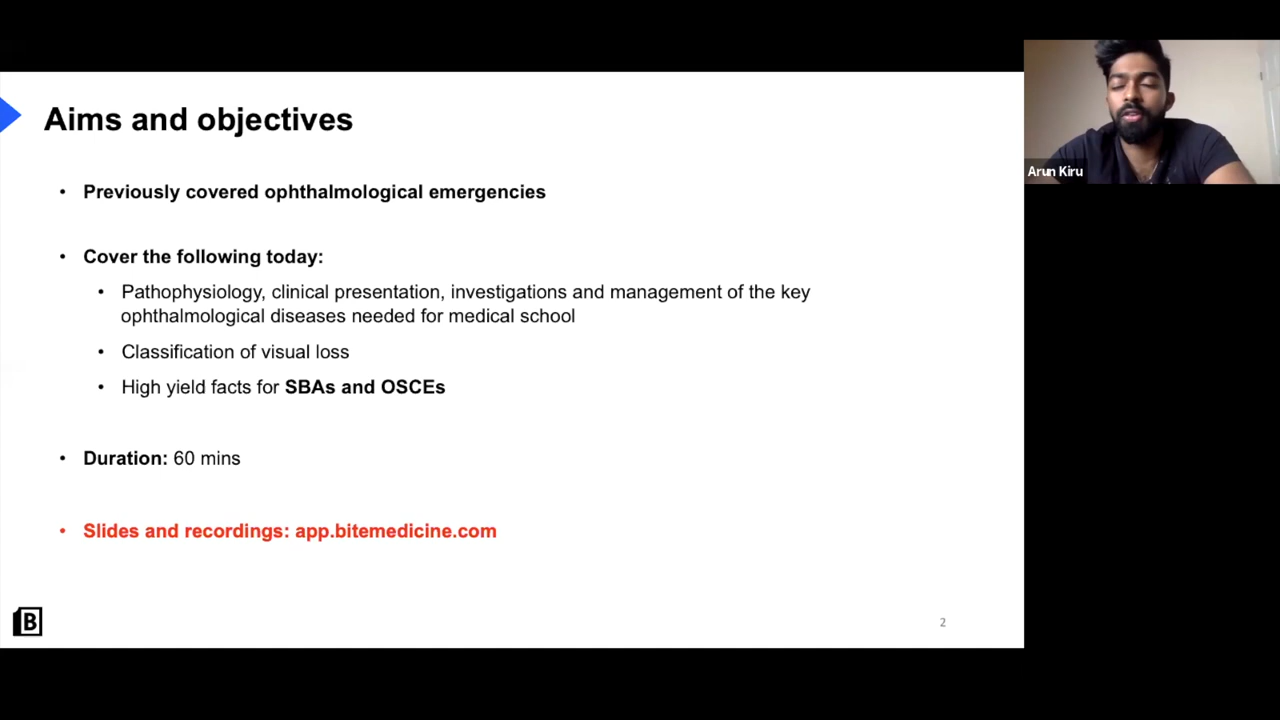 Aims and objectives
• Previously covered ophthalmological emergencies
• Cover the following today:
• Pathophysiology, clinical presentation, investigations and management of the key
ophthalmological diseases needed for medical school
• Classification of visual loss
• High yield facts for SBAs and OSCEs
• Duration: 60 mins
• Slides and recordings: app.bitemedicine.com
B
2
Arun Kiru